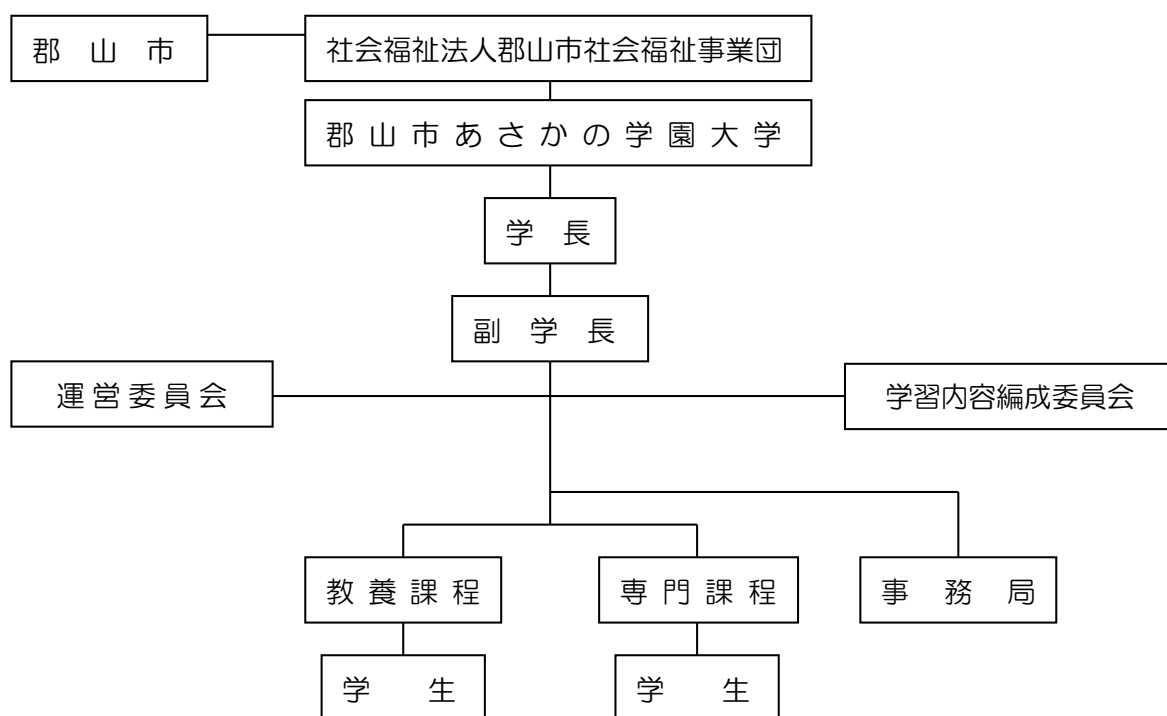 郡山市
社会福祉法人郡山市社会福祉事業団
郡山市あさかの学園大学
学長
副学長
運営委員会
学習内容編成委員会
教養課程
専門課程
事務局
学生
学生